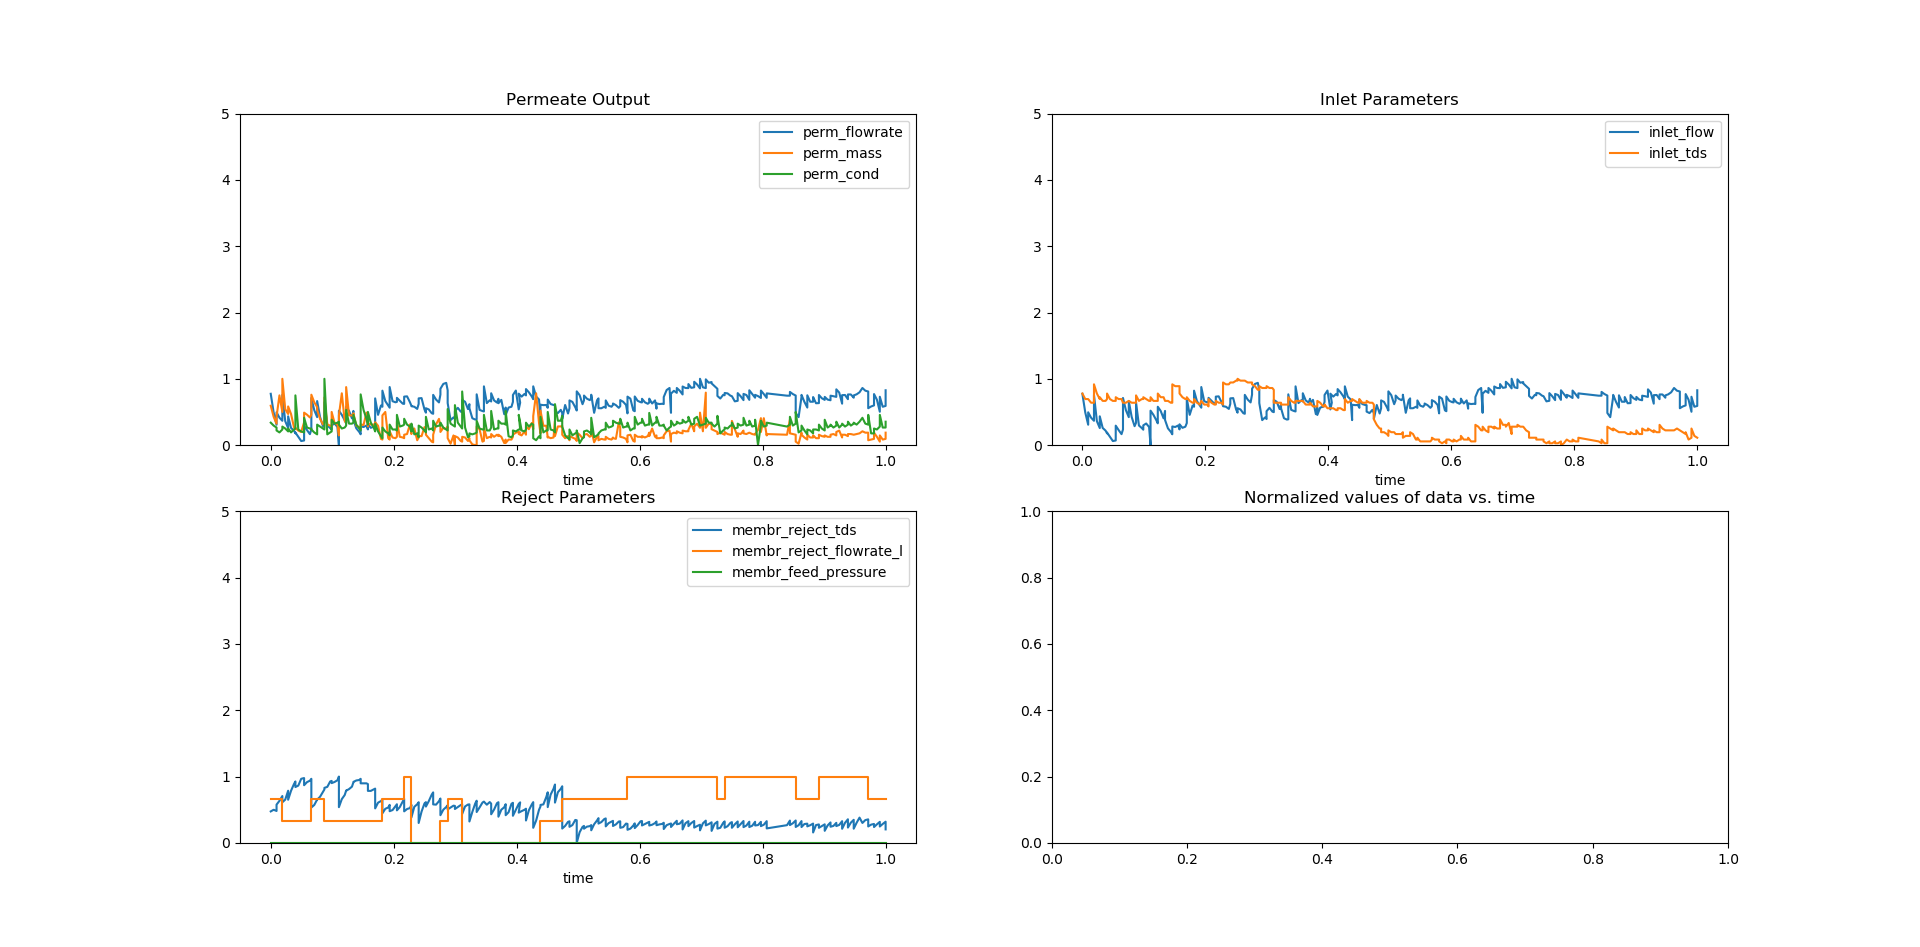 Permeate Output
5
4
3
2
1
0
perm_flowrate
perm_mass
perm_cond
0.0 0.2 0.4 0.6 0.8 1.0
time
Inlet Parameters
5
4
3
2
1
0
inlet_flow
inlet_tds
0.0 0.2 0.4 0.6 0.8 1.0
time
Reject Parameters
5
4
3
2
1
0
membr_reject_tds
membr_reject_flowrate_l
membr_feed_pressure
0.0 0.2 0.4 0.6 0.8 1.0
time
Normalized values of data vs. time
1.0
0.8
0.6
0.4
0.2
0.0
0.0 0.2 0.4 0.6 0.8 1.0